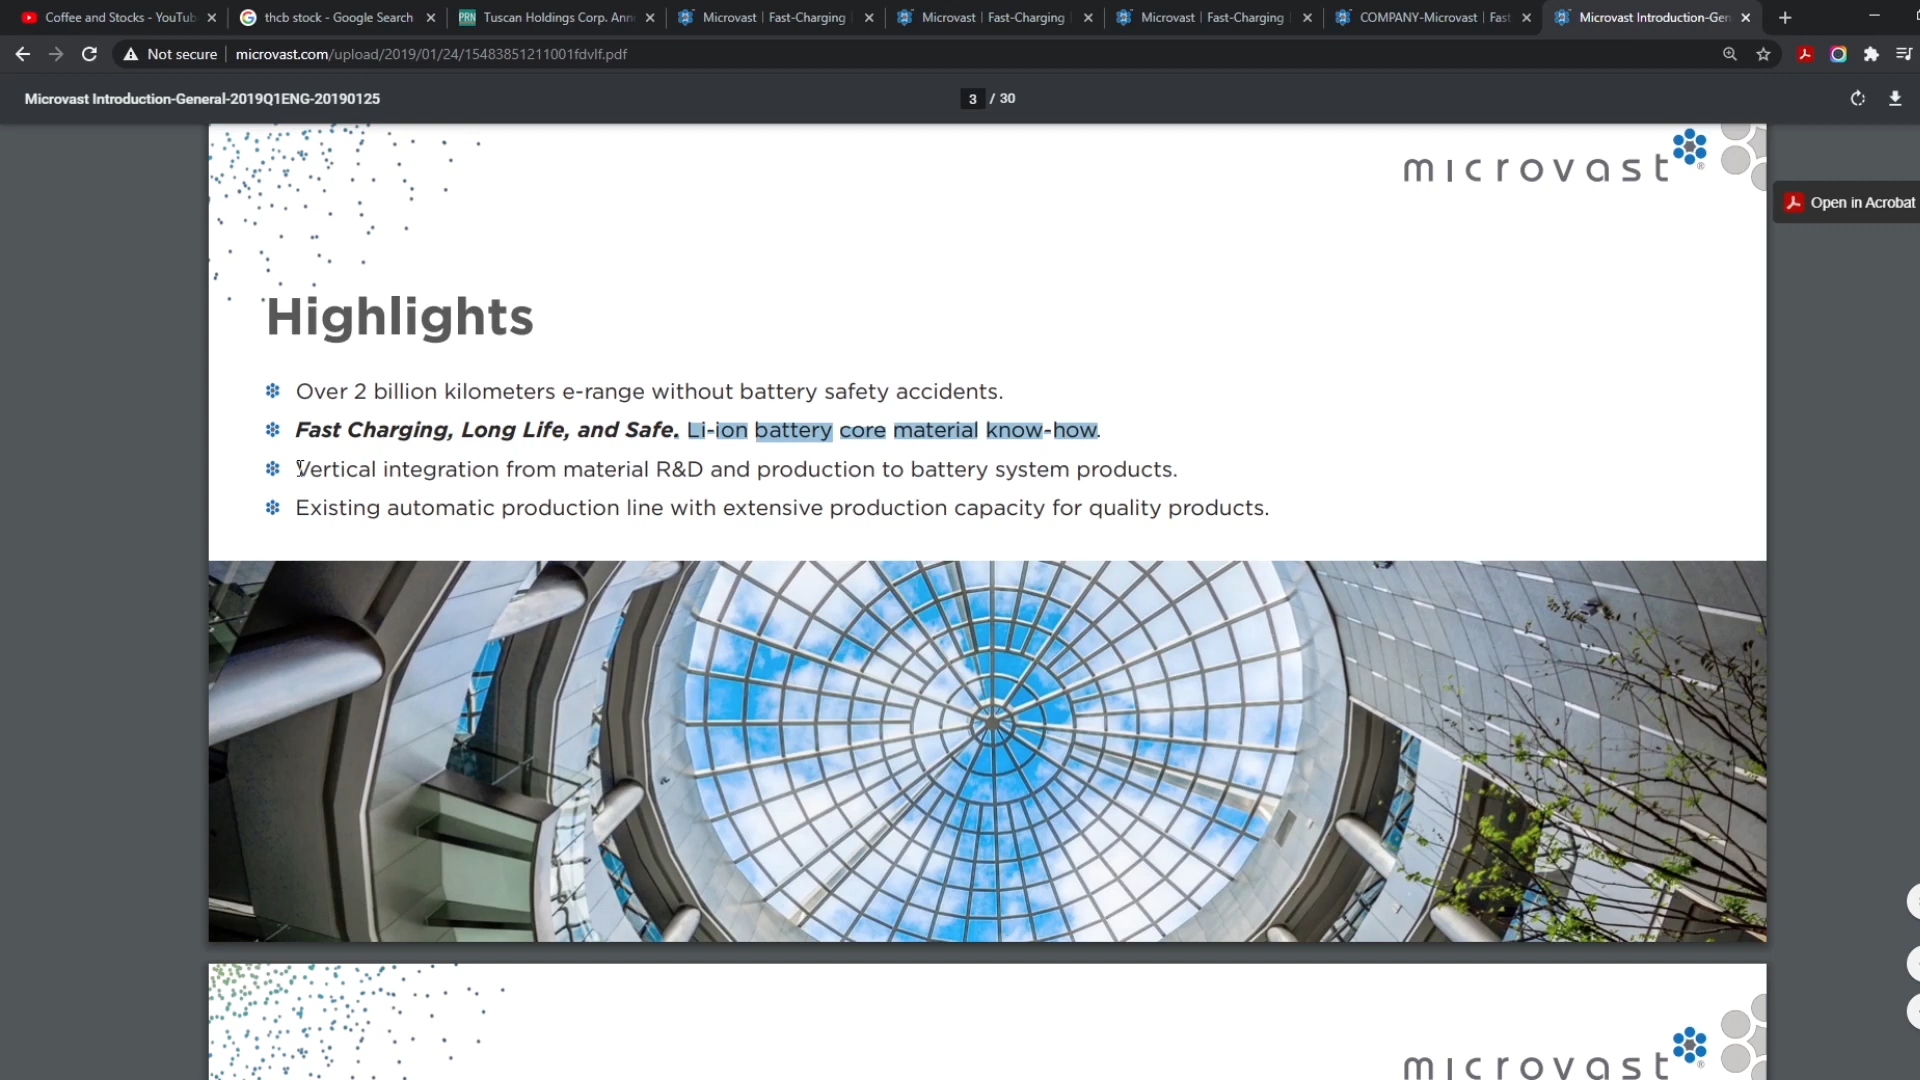 Coffee and Stocks - YouTub
thcb stock - Google Search
PRN
Tuscan Holdings Corp. Ann
Microvast | Fast-Charging
Microvast | Fast-Charging
Microvast | Fast-Charging
COMPANY-Microvast | Fast
Microvast Introduction-Gen
Not secure
microvast.com/upload/2019/01/24/15483851211001fdvlf.pdf
Microvast Introduction-General-2019Q1ENG-20190125
3 / 30
microvast®
Open in Acrobat
Highlights
Over 2 billion kilometers e-range without battery safety accidents.
Fast Charging, Long Life, and Safe. Li-ion battery core material know-how.
Vertical integration from material R&D and production to battery system products.
Existing automatic production line with extensive production capacity for quality products.
microvast®